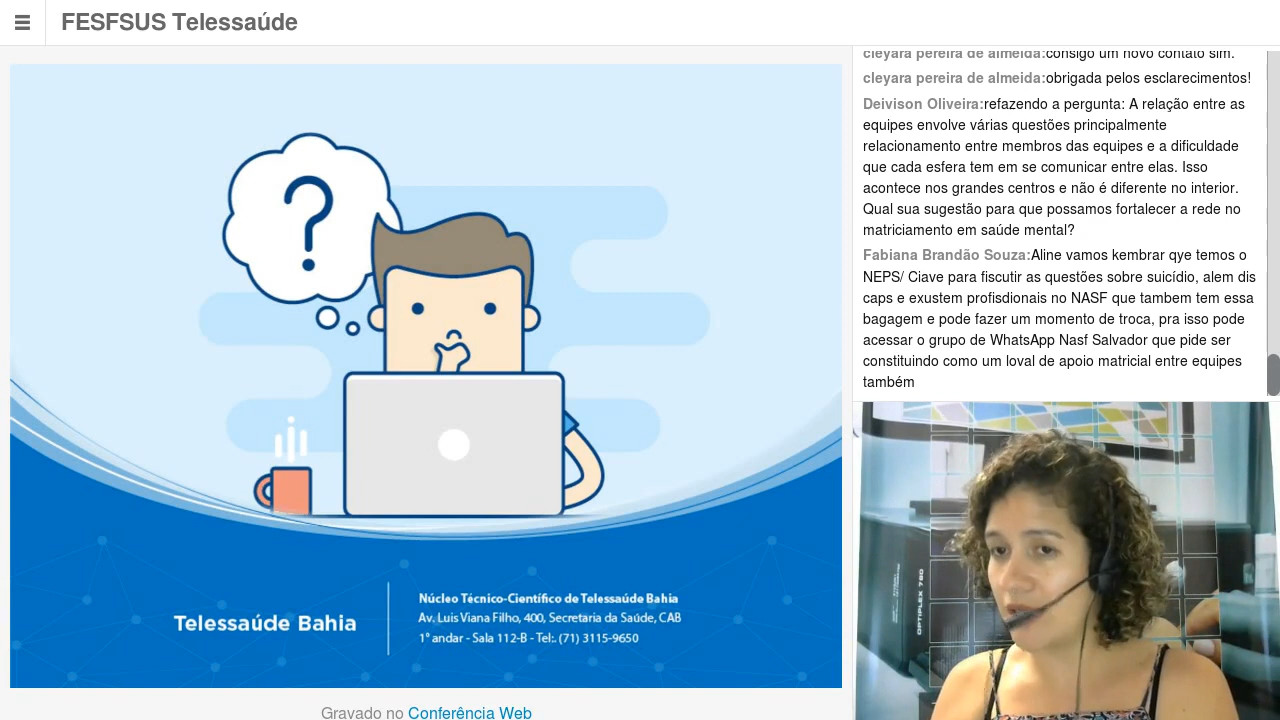 FESFSUS Telessaúde
cleyara pereira de almeida:consigo um novo contato sim.
cleyara pereira de almeida:obrigada pelos esclarecimentos!
Deivison Oliveira:refazendo a pergunta: A relação entre as
equipes envolve várias questões principalmente
relacionamento entre membros das equipes e a dificuldade
que cada esfera tem em se comunicar entre elas. Isso
acontece nos grandes centros e não é diferente no interior.
Qual sua sugestão para que possamos fortalecer a rede no
matriciamento em saúde mental?
Fabiana Brandão Souza:Aline vamos kembrar qye temos o
NEPS/ Ciave para fiscutir as questões sobre suicídio, alem dis
caps e exustem profisdionais no NASF que tambem tem essa
bagagem e pode fazer um momento de troca, pra isso pode
acessar o grupo de WhatsApp Nasf Salvador que pide ser
constituindo como um loval de apoio matricial entre equipes
também
?
Telessaúde Bahia
Núcleo Técnico-Científico de Telessaúde Bahia
Av. Luis Viana Filho, 400, Secretaria da Saúde, CAB
1º andar - Sala 112-B - Tel:. (71) 3115-9650
OPTIPLEX 780
Gravado no Conferência Web